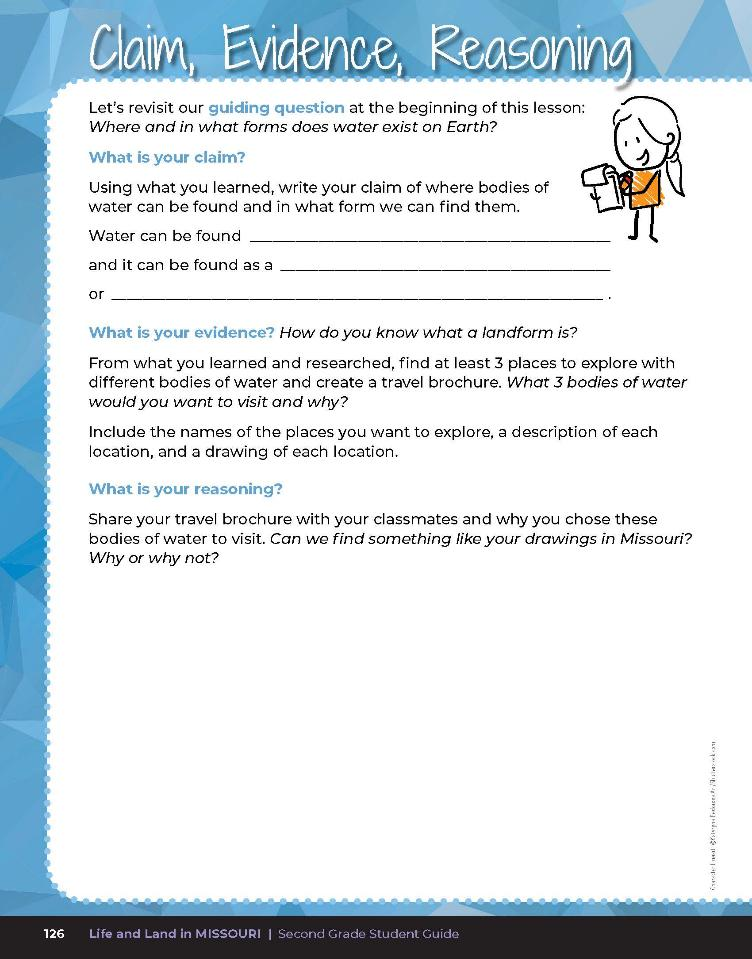 Claim, Evidence, Reasoning
Let's revisit our guiding question at the beginning of this lesson:
Where and in what forms does water exist on Earth?
What is your claim?
Using what you learned, write your claim of where bodies of
water can be found and in what form we can find them.
Water can be found
and it can be found as a
or .
What is your evidence? How do you know what a landform is?
From what you learned and researched, find at least 3 places to explore with
different bodies of water and create a travel brochure. What 3 bodies of water
would you want to visit and why?
Include the names of the places you want to explore, a description of each
location, and a drawing of each location.
What is your reasoning?
Share your travel brochure with your classmates and why you chose these
bodies of water to visit. Can we find something like your drawings in Missouri?
Why or why not?
126 Life and Land in MISSOURI | Second Grade Student Guide